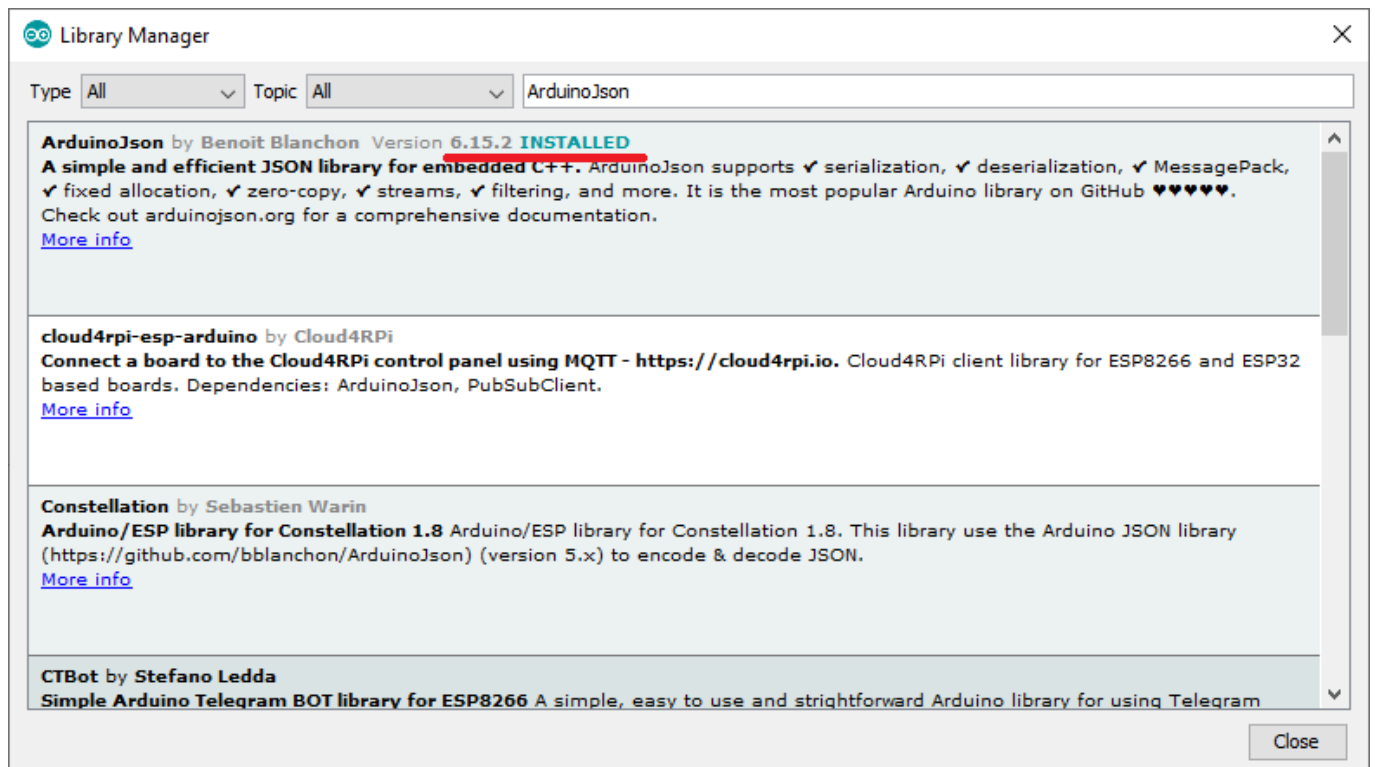 Library Manager
Type All Topic All ArduinoJson
ArduinoJson by Benoit Blanchon Version 6.15.2 INSTALLED
A simple and efficient JSON library for embedded C++. ArduinoJson supports ✔ serialization, ✔ deserialization, ✔ MessagePack,
✔ fixed allocation, ✔ zero-copy, ✔ streams, ✔ filtering, and more. It is the most popular Arduino library on GitHub ♥♥♥♥♥.
Check out arduinojson.org for a comprehensive documentation.
More info
cloud4rpi-esp-arduino by Cloud4RPi
Connect a board to the Cloud4RPi control panel using MQTT - https://cloud4rpi.io. Cloud4RPi client library for ESP8266 and ESP32
based boards. Dependencies: ArduinoJson, PubSubClient.
More info
Constellation by Sebastien Warin
Arduino/ESP library for Constellation 1.8 Arduino/ESP library for Constellation 1.8. This library use the Arduino JSON library
(https://github.com/bblanchon/ArduinoJson) (version 5.x) to encode & decode JSON.
More info
CTBot by Stefano Ledda
Simple Arduino Telegram BOT library for ESP8266 A simple, easy to use and strightforward Arduino library for using Telegram
Close